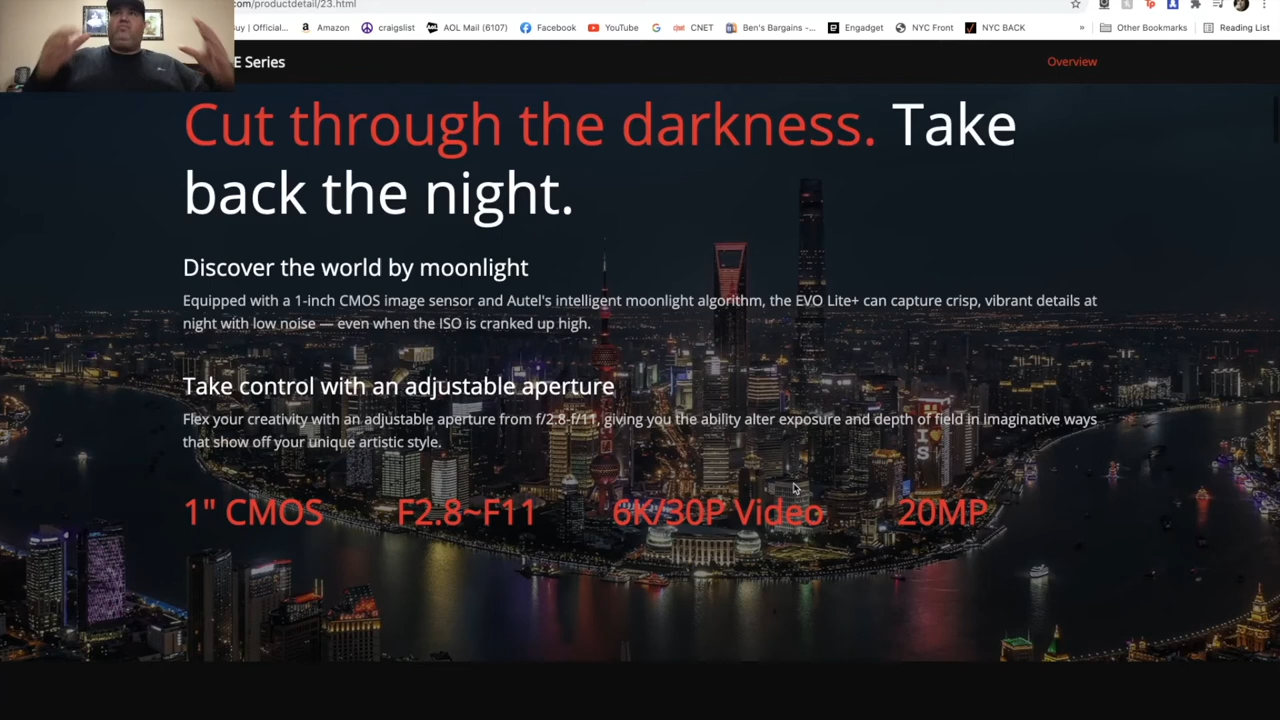 com/productdetail/23.html
Buy | Official...
Amazon
craigslist
AOL Mail (6107)
Facebook
YouTube
CNET
Ben's Bargains -...
Engadget
NYC Front
NYC BACK
»
Other Bookmarks
Reading List
E Series
Overview
Cut through the darkness. Take
back the night.
Discover the world by moonlight
Equipped with a 1-inch CMOS image sensor and Autel's intelligent moonlight algorithm, the EVO Lite+ can capture crisp, vibrant details at
night with low noise — even when the ISO is cranked up high.
Take control with an adjustable aperture
Flex your creativity with an adjustable aperture from f/2.8-f/11, giving you the ability alter exposure and depth of field in imaginative ways
that show off your unique artistic style.
1" CMOS F2.8~F11 6K/30P Video 20MP
I
S